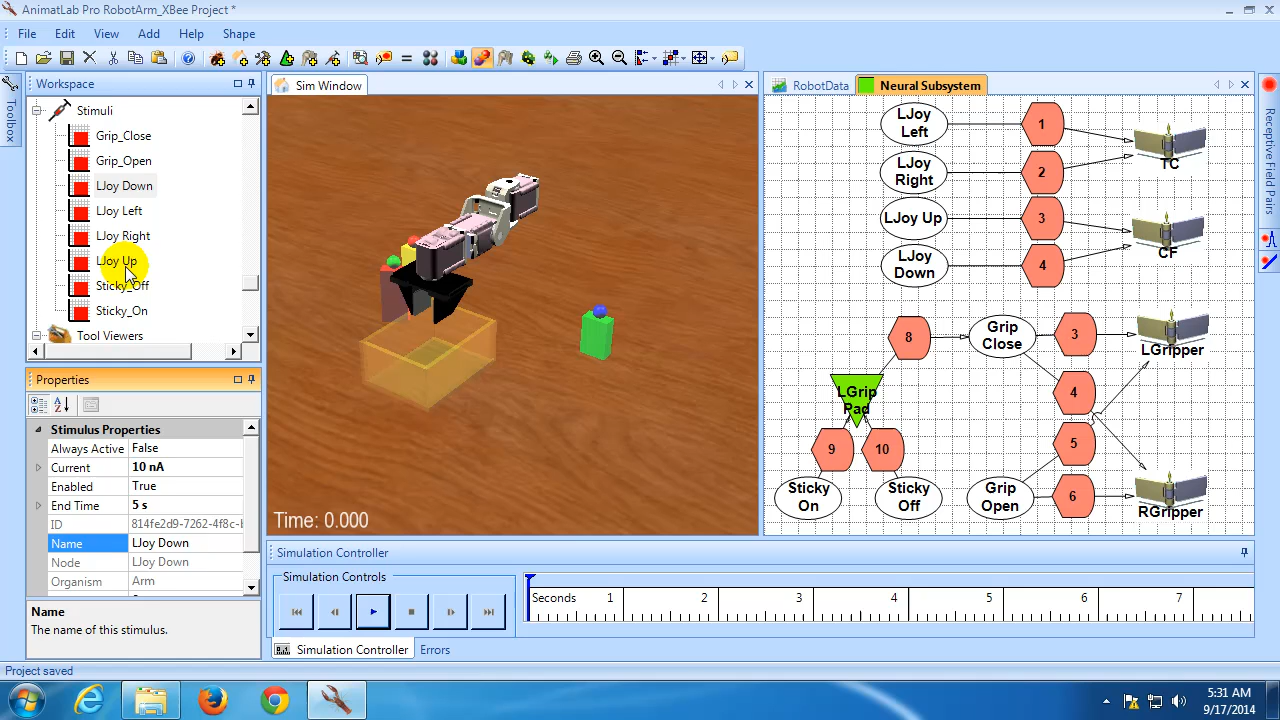 AnimatLab Pro RobotArm_XBee Project *
File Edit View Add Help Shape
Toolbox
Workspace
Stimuli
Grip_Close
Grip_Open
LJoy Down
LJoy Left
LJoy Right
LJoy Up
Sticky_Off
Sticky_On
Tool Viewers
Properties
Stimulus Properties
Always Active False
Current 10 nA
Enabled True
End Time 5 s
ID
Name LJoy Down
Node LJoy Down
Organism Arm
Name
The name of this stimulus.
Sim Window
Time: 0.000
RobotData Neural Subsystem
LJoy Left
1
TC
LJoy Right
2
LJoy Up
3
CF
LJoy Down
4
8
Grip Close
3
LGripper
LGrip Pad
4
9
10
5
Sticky On
Sticky Off
Grip Open
6
RGripper
Receptive Field Pairs
Simulation Controller
Simulation Controls
Seconds 1 2 3 4 5 6 7
Simulation Controller Errors
Project saved
5:31 AM
9/17/2014